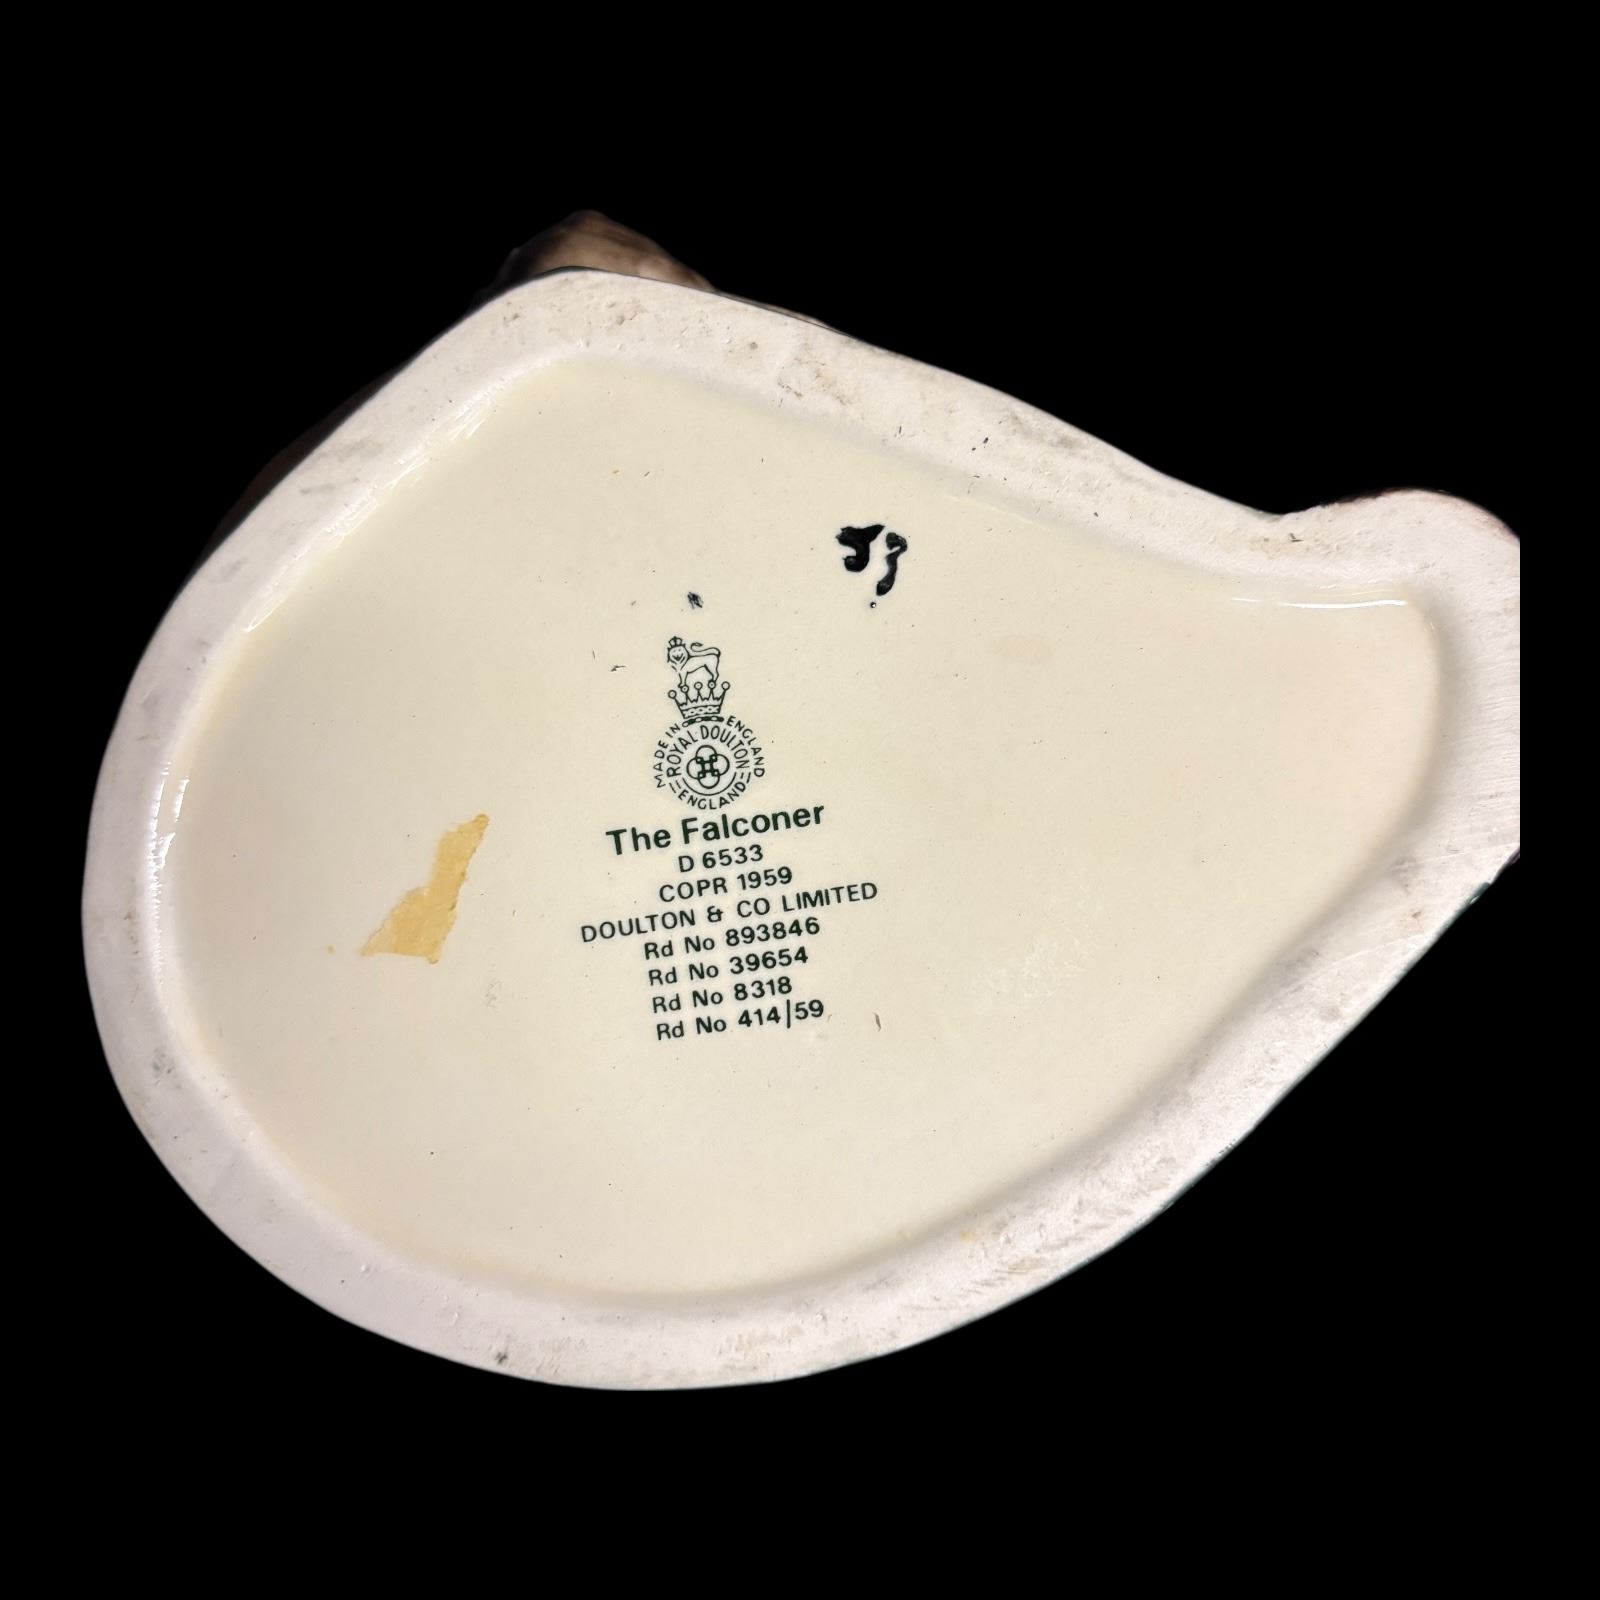 MADE IN ENGLAND
ROYAL·DOULTON
ENGLAND
The Falconer
D 6533
COPR 1959
DOULTON & CO LIMITED
Rd No 893846
Rd No 39654
Rd No 8318
Rd No 414/59